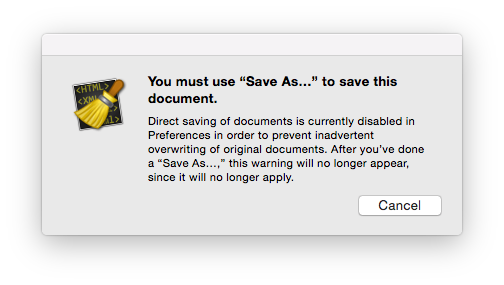 <HTML>
<XM
You must use “Save As…” to save this
document.
Direct saving of documents is currently disabled in
Preferences in order to prevent inadvertent
overwriting of original documents. After you’ve done
a “Save As…,” this warning will no longer appear,
since it will no longer apply.
Cancel